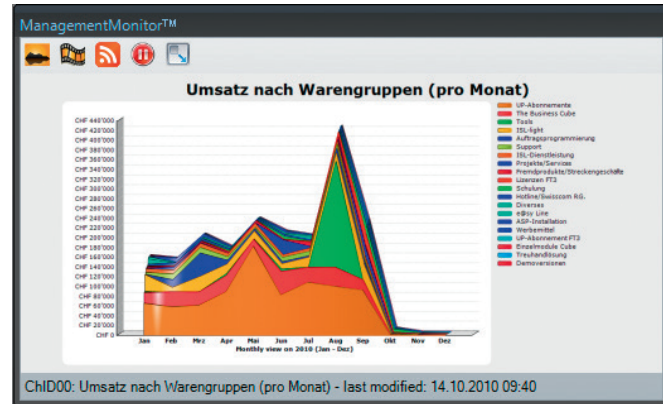 ManagementMonitor™
Umsatz nach Warengruppen (pro Monat)
CHF 440'000
CHF 420'000
CHF 400'000
CHF 380'000
CHF 360'000
CHF 340'000
CHF 320'000
CHF 300'000
CHF 280'000
CHF 260'000
CHF 240'000
CHF 220'000
CHF 200'000
CHF 180'000
CHF 160'000
CHF 140'000
CHF 120'000
CHF 100'000
CHF 80'000
CHF 60'000
CHF 40'000
CHF 20'000
CHF 0
Jan Feb Mrz Apr Mai Jun Jul Aug Sep Okt Nov Dez
Monthly view on 2010 (Jan - Dez)
UP-Abonnemente
The Business Cube
Tools
ISL-light
Auftragsprogrammierung
Support
ISL-Dienstleistung
Projekte/Services
Fremdprodukte/Streckengeschäfte
Lizenzen FT3
Schulung
Hotline/Swisscom RG.
Diverses
e@sy Line
ASP-Installation
Werbemittel
UP-Abonnement FT3
Einzelmodule Cube
Treuhandlösung
Demoversionen
ChID00: Umsatz nach Warengruppen (pro Monat) - last modified: 14.10.2010 09:40